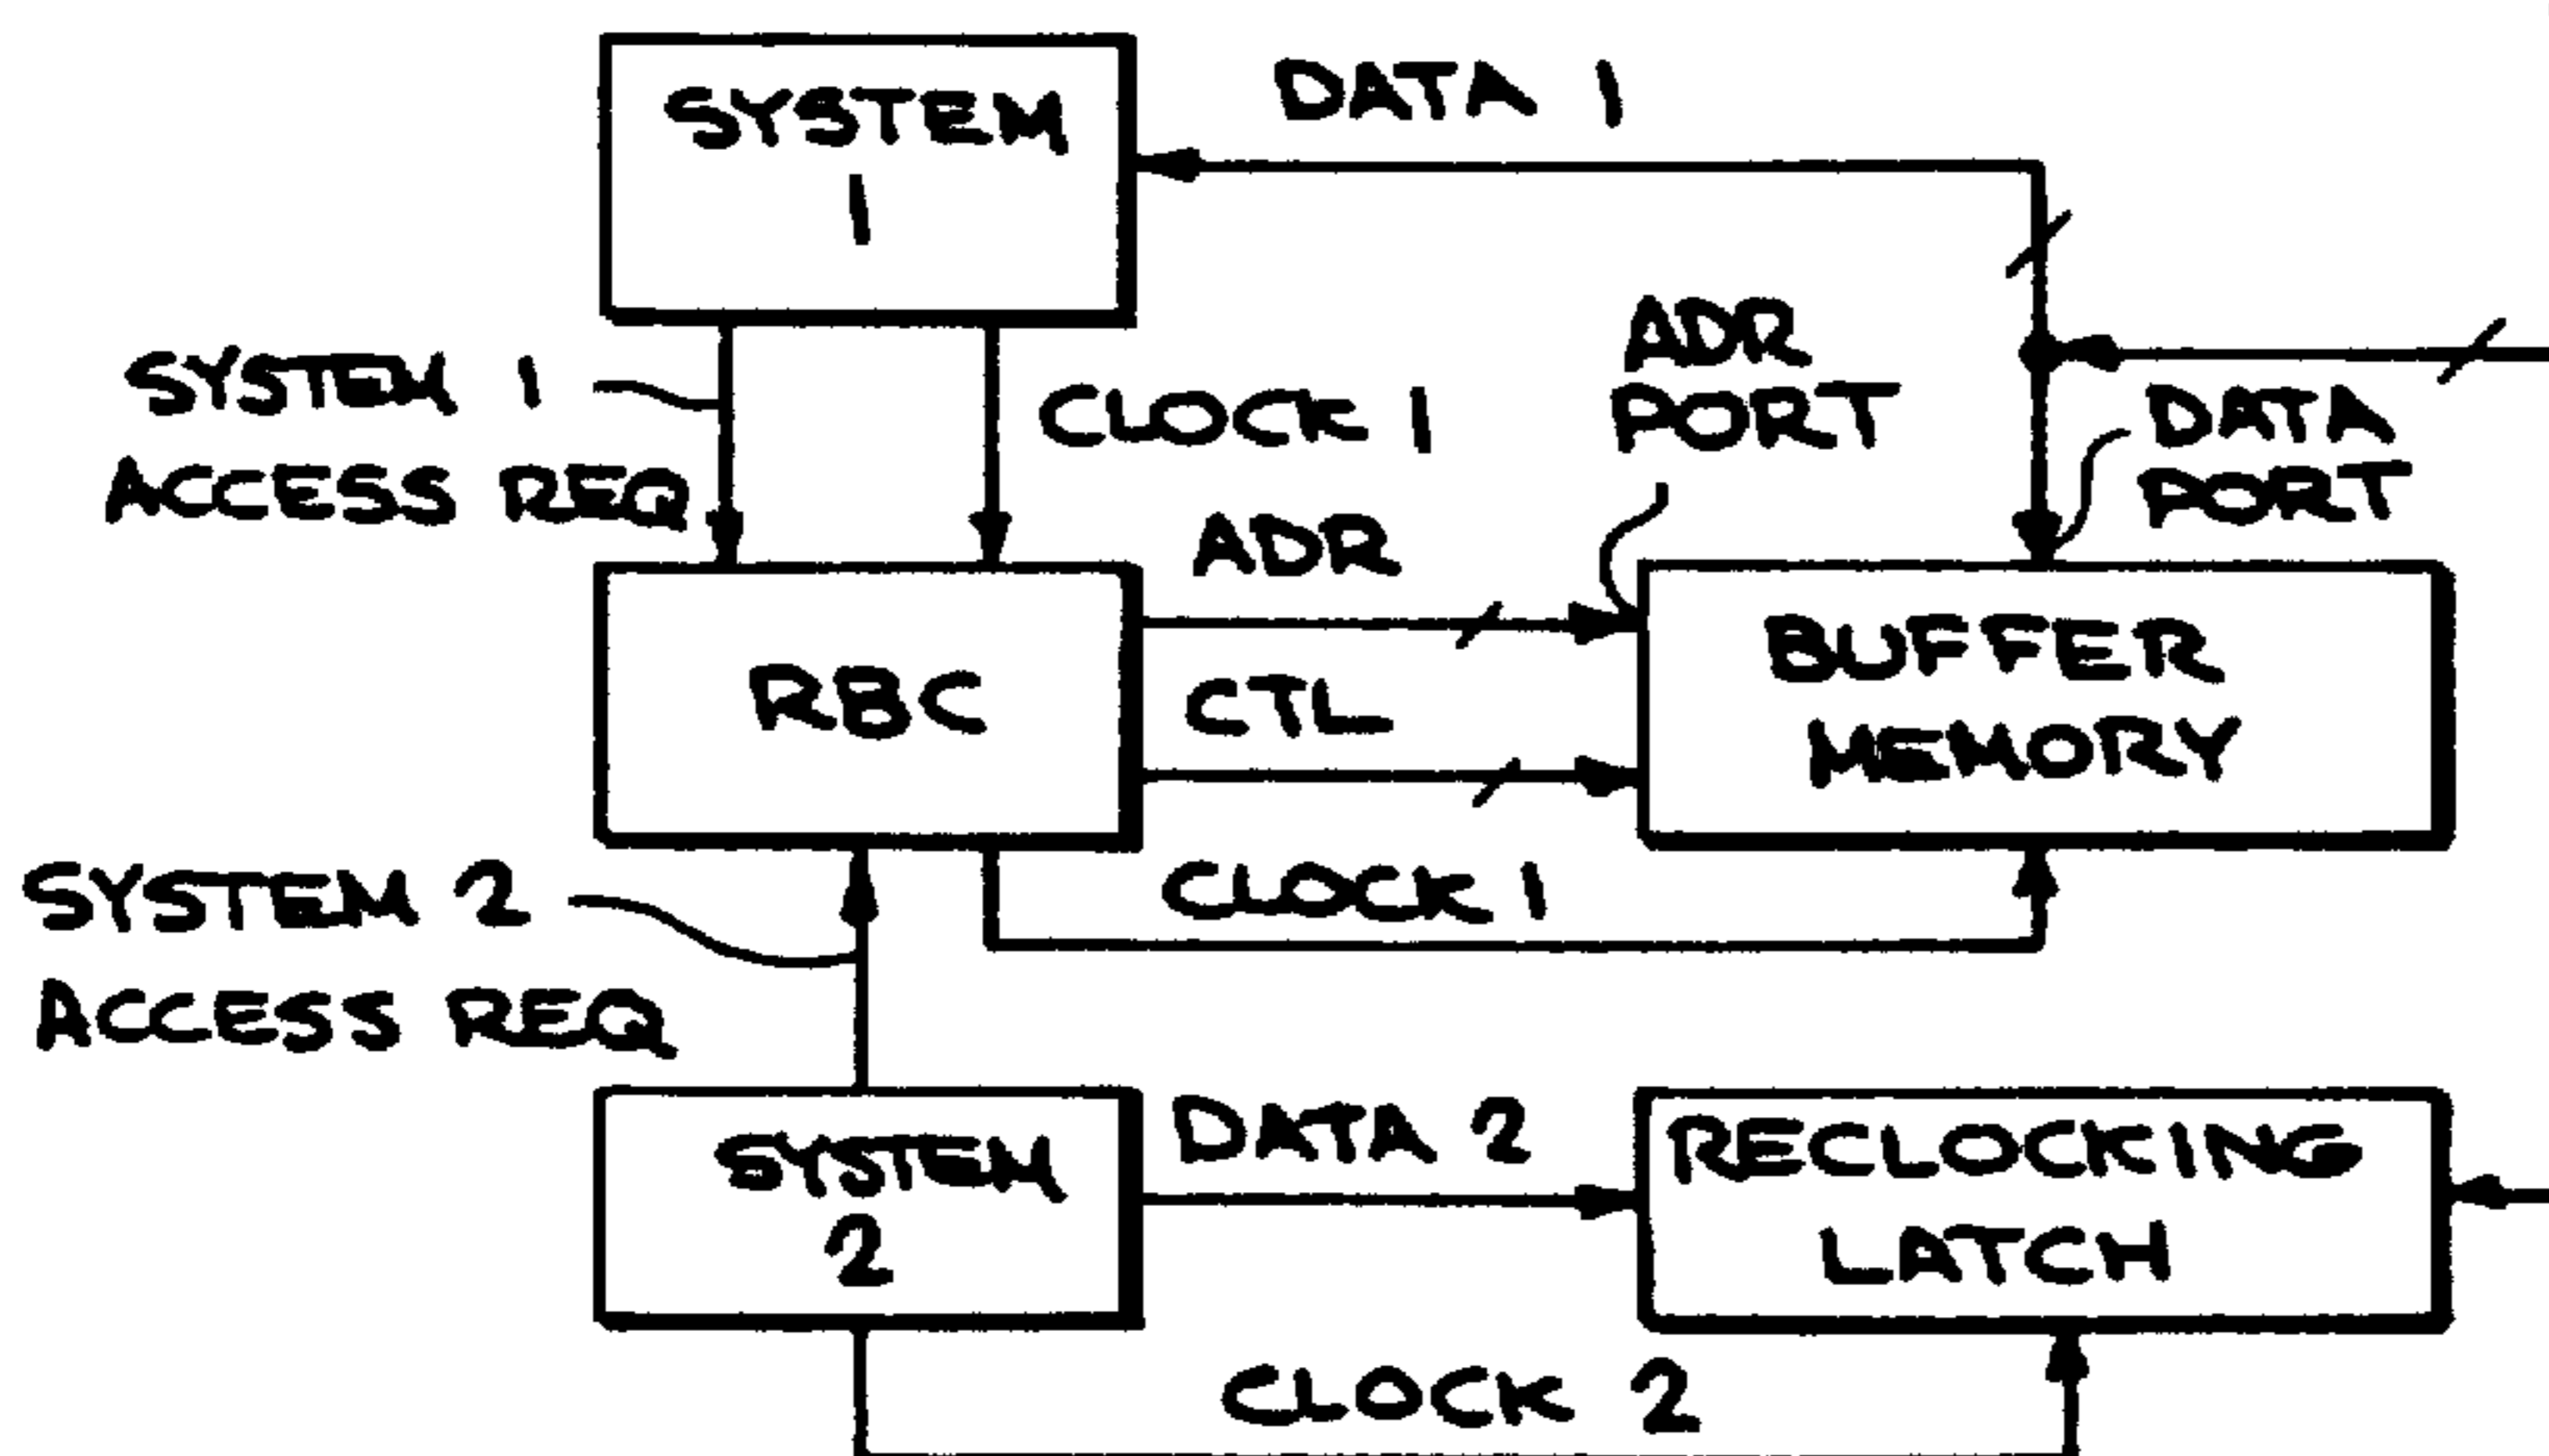 SYSTEM
1
DATA 1
SYSTEM 1
ACCESS REQ
CLOCK 1
ADR
PORT
DATA
PORT
ADR
RBC
CTL
BUFFER
MEMORY
SYSTEM 2
ACCESS REQ
CLOCK 1
SYSTEM
2
DATA 2
RECLOCKING
LATCH
CLOCK 2